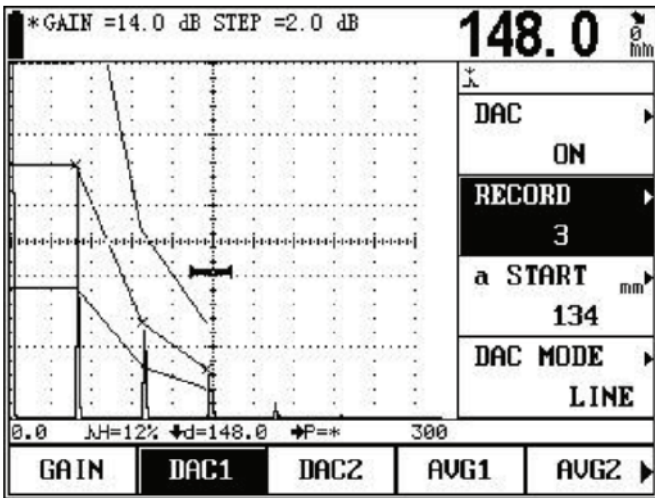 *GAIN =14.0 dB STEP =2.0 dB
148.0 0 mm
DAC
ON
RECORD
3
a START mm
134
DAC MODE
LINE
0.0 H=12% d=148.0 P=* 300
GAIN DAC1 DAC2 AVG1 AVG2